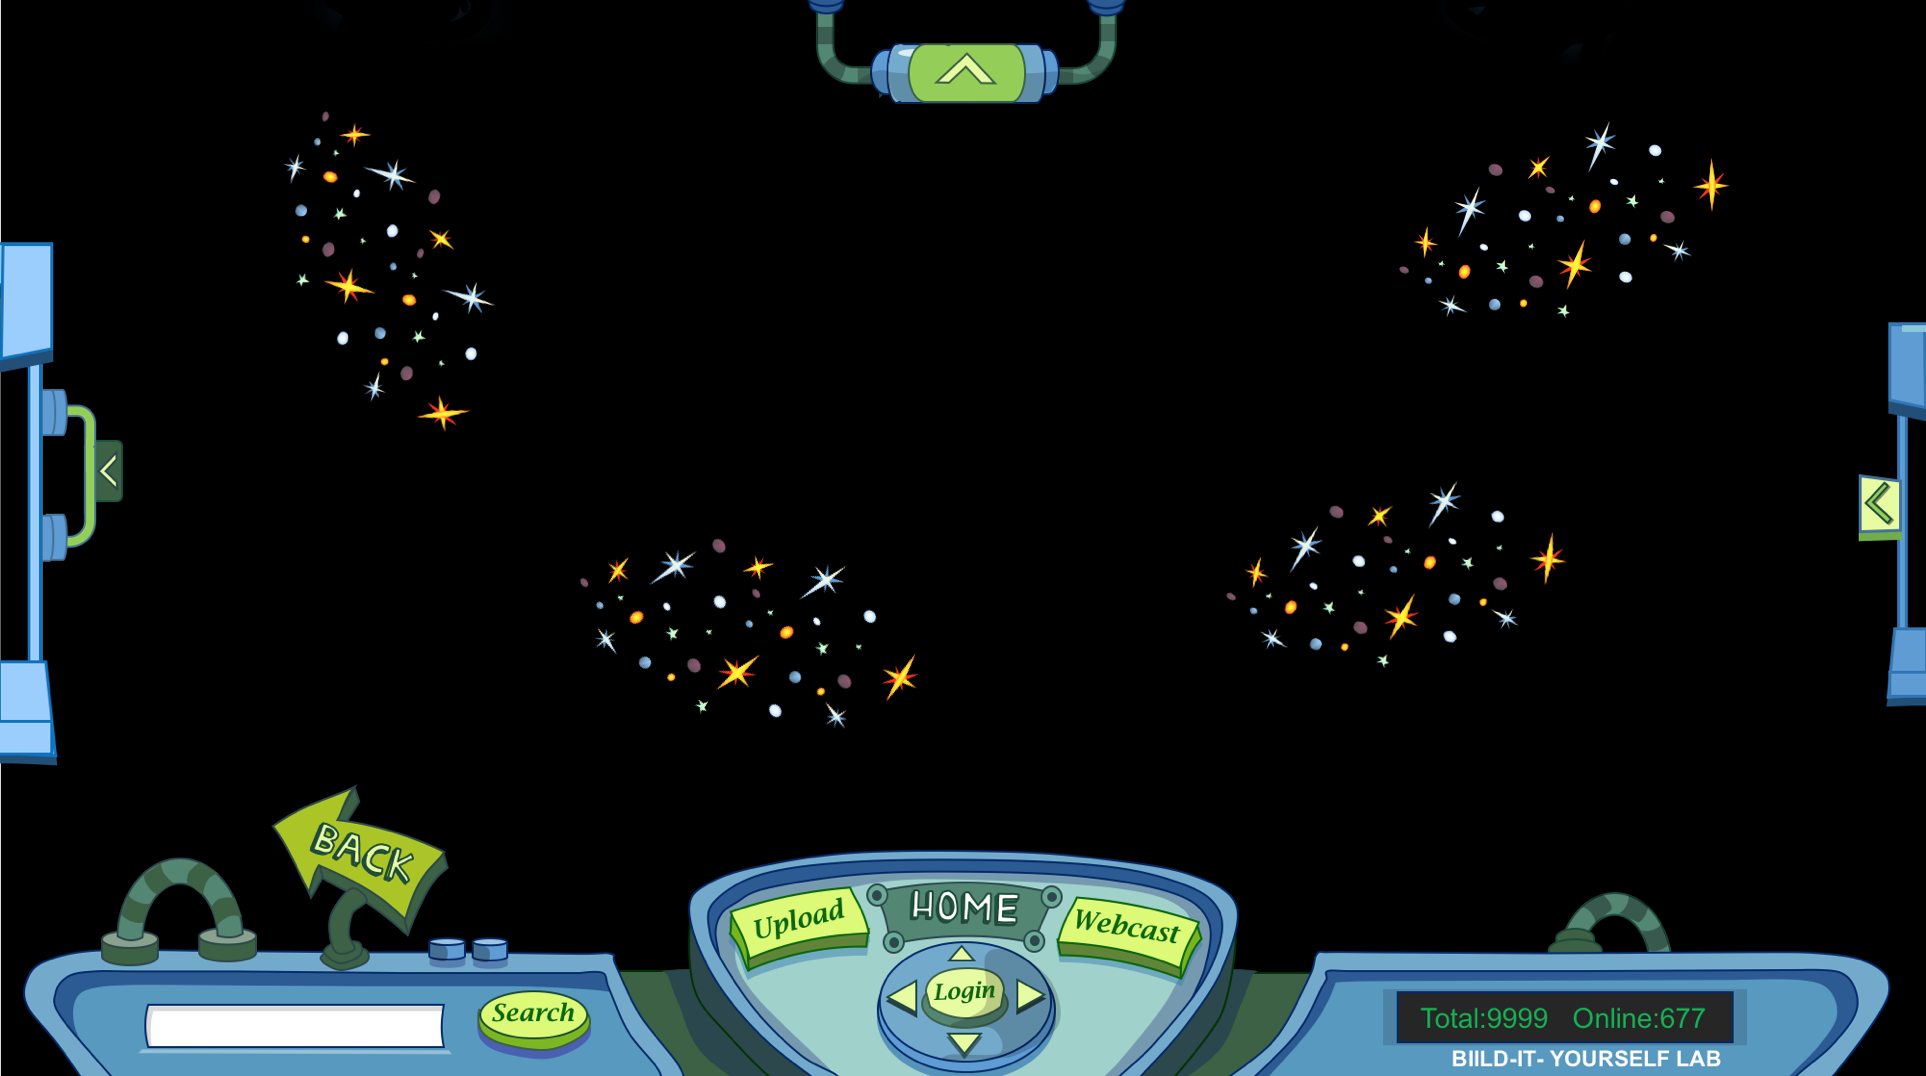 BACK
HOME
Upload
Webcast
Login
Search
Total:9999 Online:677
BIILD-IT- YOURSELF LAB